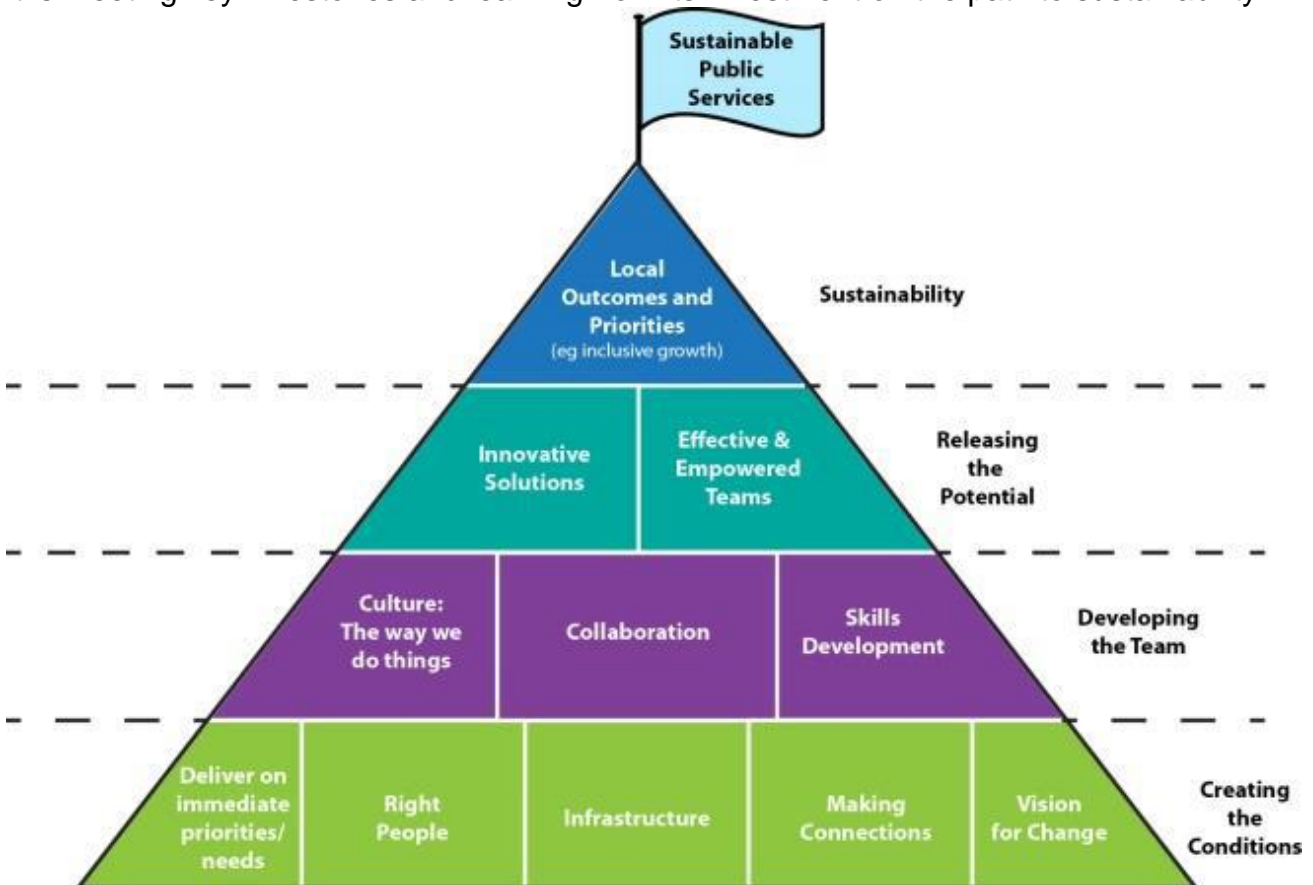 Sustainable
Public
Services
Local
Outcomes and
Priorities
(eg inclusive growth)
Sustainability
Innovative
Solutions
Effective &
Empowered
Teams
Releasing
the
Potential
Culture:
The way we
do things
Collaboration
Skills
Development
Developing
the Team
Deliver on
immediate
priorities/
needs
Right
People
Infrastructure
Making
Connections
Vision
for Change
Creating
the
Conditions